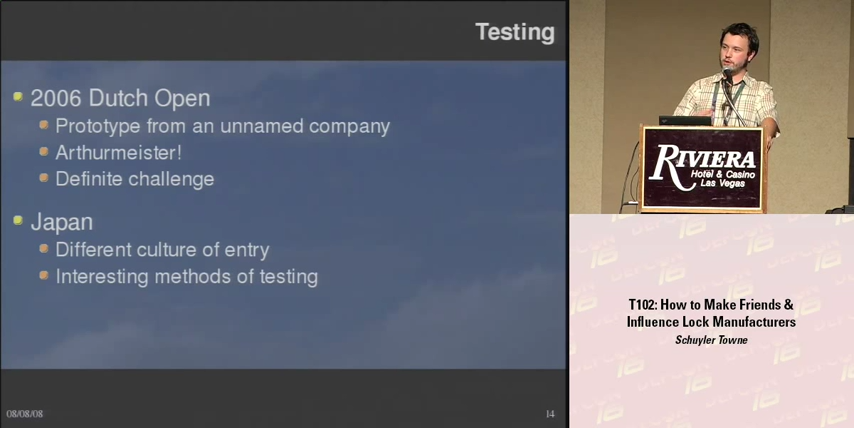 Testing
2006 Dutch Open
Prototype from an unnamed company
Arthurmeister!
Definite challenge
Japan
Different culture of entry
Interesting methods of testing
08/08/08
14
RIVIERA
Hotel & Casino
Las Vegas
T102: How to Make Friends &
Influence Lock Manufacturers
Schuyler Towne